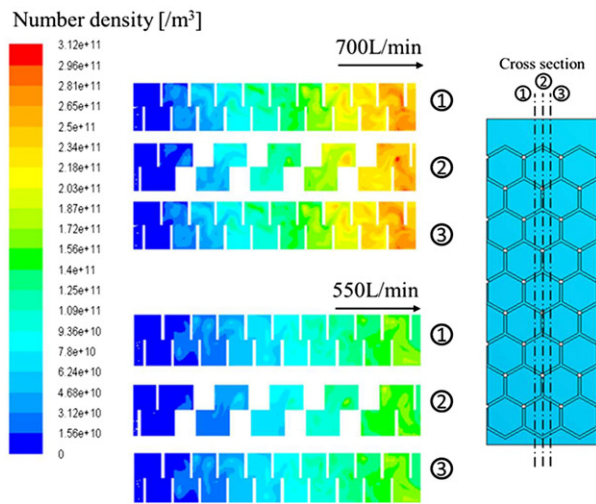 Number density [/m³]
3.12e+11
2.96e+11
2.81e+11
2.65e+11
2.5e+11
2.34e+11
2.18e+11
2.03e+11
1.87e+11
1.72e+11
1.56e+11
1.4e+11
1.25e+11
1.09e+11
9.36e+10
7.8e+10
6.24e+10
4.68e+10
3.12e+10
1.56e+10
0
700L/min
①
②
③
550L/min
①
②
③
Cross section
②
① ③